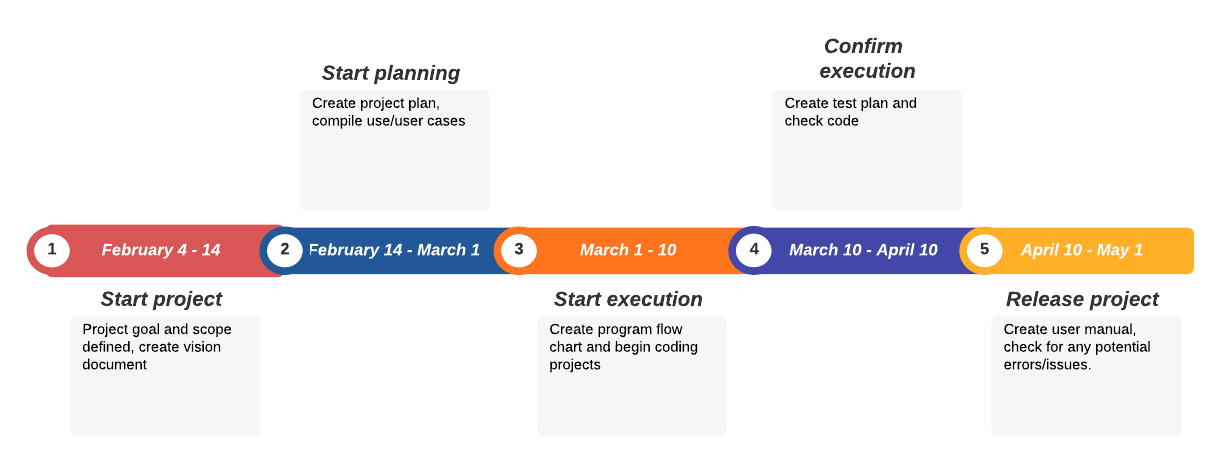 Confirm
execution
Start planning
Create project plan,
compile use/user cases
Create test plan and
check code
1
February 4 - 14
2
February 14 - March 1
3
March 1 - 10
4
March 10 - April 10
5
April 10 - May 1
Start project
Project goal and scope
defined, create vision
document
Start execution
Create program flow
chart and begin coding
projects
Release project
Create user manual,
check for any potential
errors/issues.